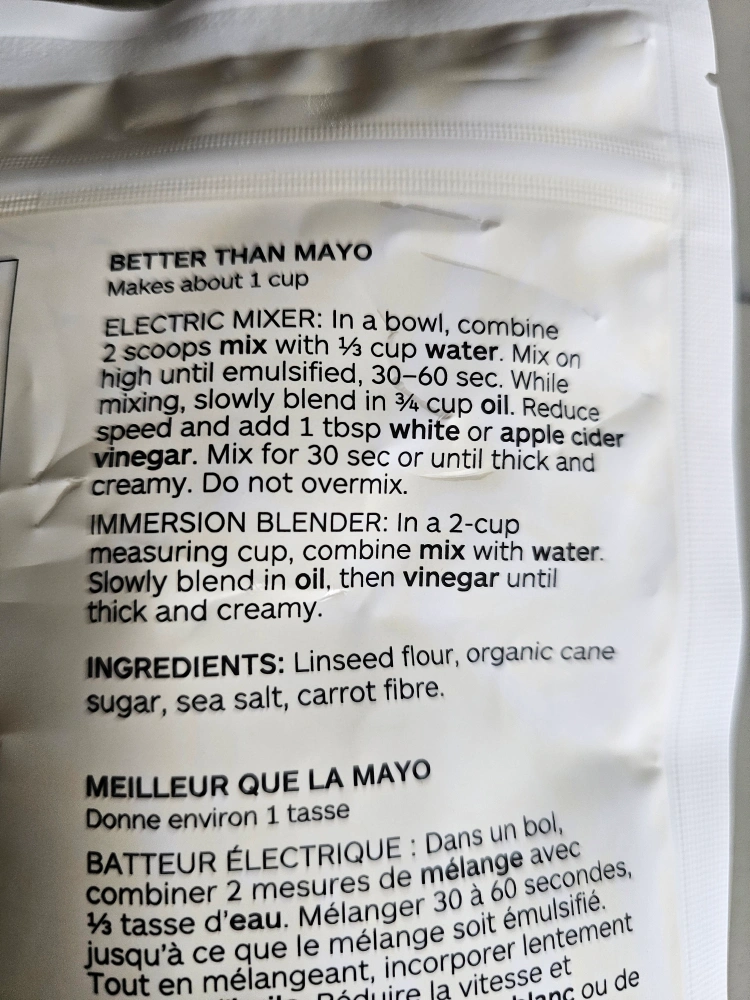 BETTER THAN MAYO
Makes about 1 cup
ELECTRIC MIXER: In a bowl, combine
2 scoops mix with ⅓ cup water. Mix on
high until emulsified, 30–60 sec. While
mixing, slowly blend in ¾ cup oil. Reduce
speed and add 1 tbsp white or apple cider
vinegar. Mix for 30 sec or until thick and
creamy. Do not overmix.
IMMERSION BLENDER: In a 2-cup
measuring cup, combine mix with water.
Slowly blend in oil, then vinegar until
thick and creamy.
INGREDIENTS: Linseed flour, organic cane
sugar, sea salt, carrot fibre.
MEILLEUR QUE LA MAYO
Donne environ 1 tasse
BATTEUR ÉLECTRIQUE : Dans un bol,
combiner 2 mesures de mélange avec
⅓ tasse d'eau. Mélanger 30 à 60 secondes,
jusqu'à ce que le mélange soit émulsifié.
Tout en mélangeant, incorporer lentement
Réduire la vitesse et
blanc ou de